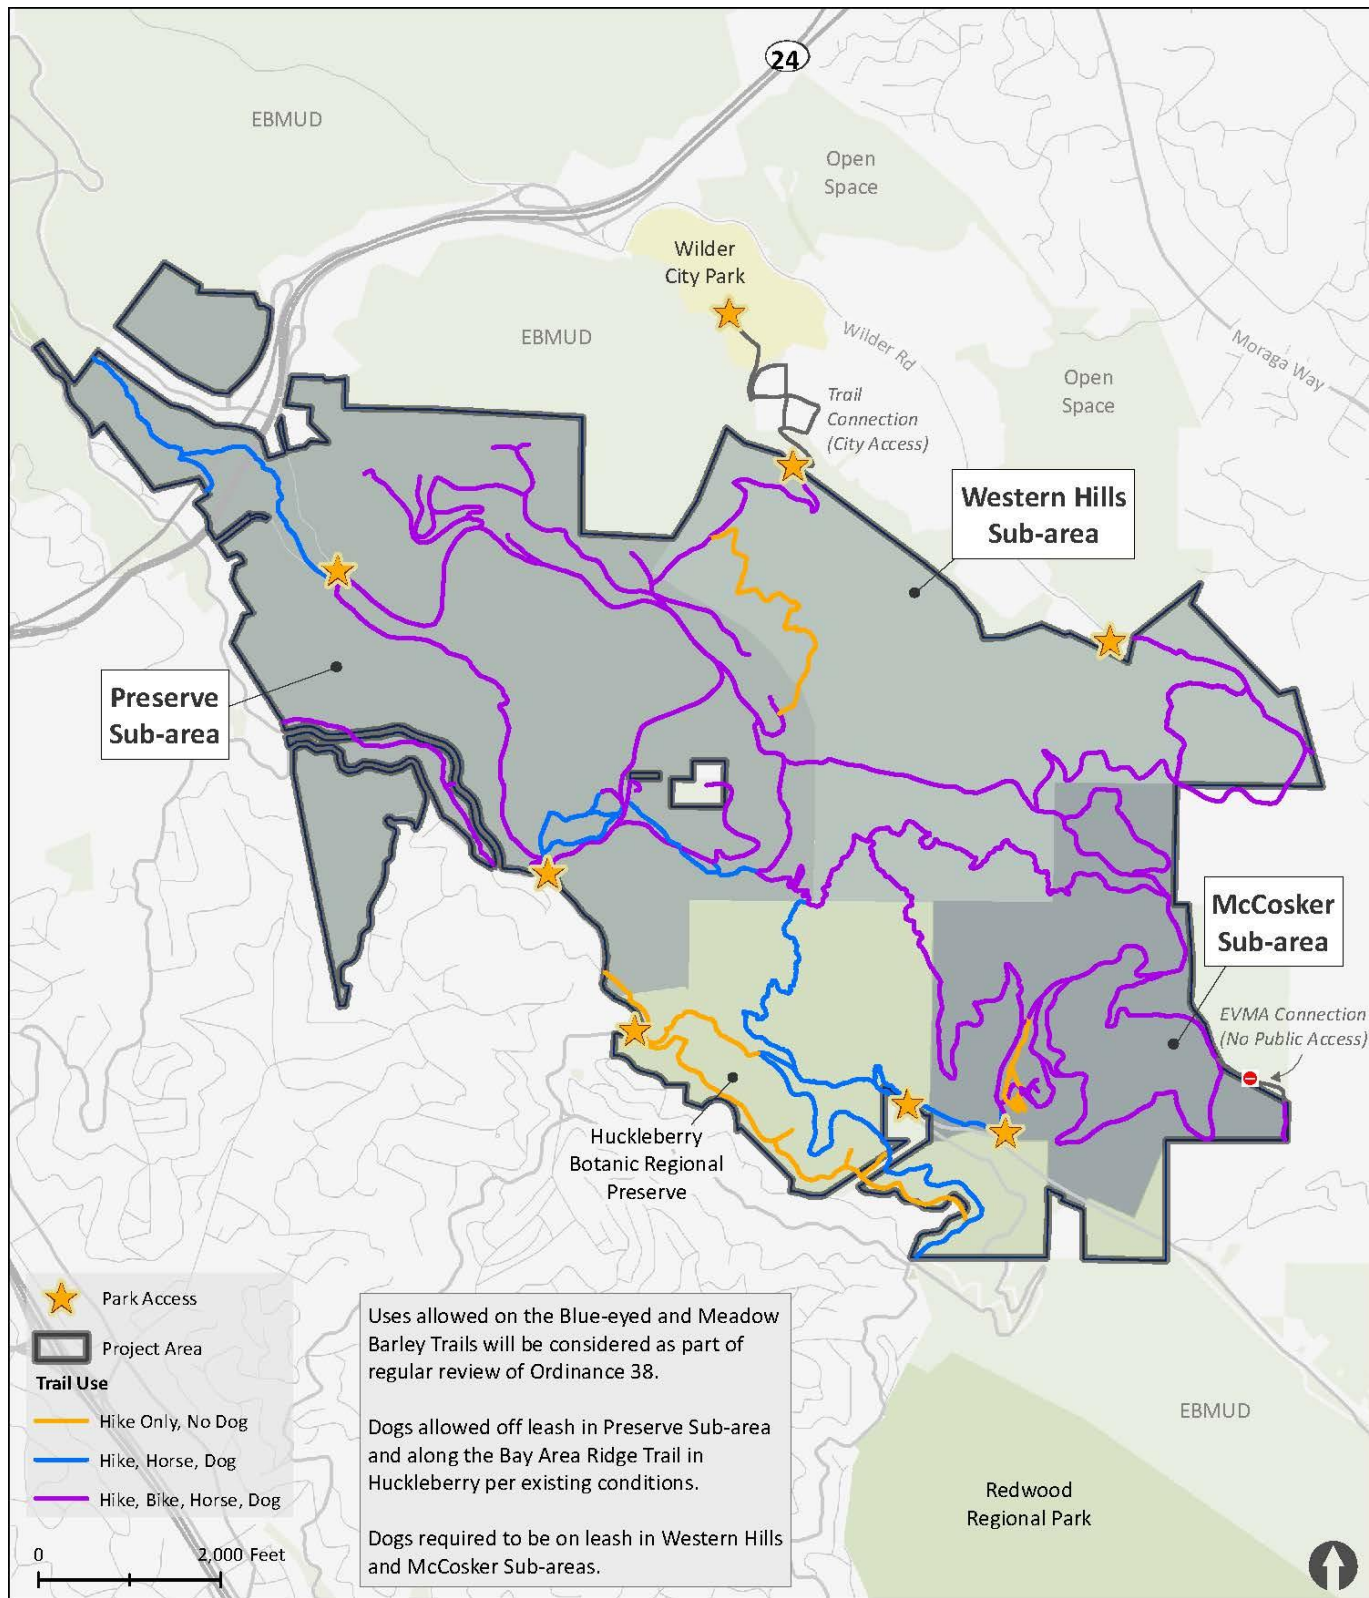 24
EBMUD
Open
Space
Wilder
City Park
EBMUD
Wilder Rd
Moraga Way
Open
Space
Trail
Connection
(City Access)
Western Hills
Sub-area
Preserve
Sub-area
McCosker
Sub-area
EVMA Connection
(No Public Access)
Huckleberry
Botanic Regional
Preserve
Park Access
Project Area
Trail Use
Hike Only, No Dog
Hike, Horse, Dog
Hike, Bike, Horse, Dog
0 2,000 Feet
Uses allowed on the Blue-eyed and Meadow
Barley Trails will be considered as part of
regular review of Ordinance 38.
Dogs allowed off leash in Preserve Sub-area
and along the Bay Area Ridge Trail in
Huckleberry per existing conditions.
Dogs required to be on leash in Western Hills
and McCosker Sub-areas.
EBMUD
Redwood
Regional Park